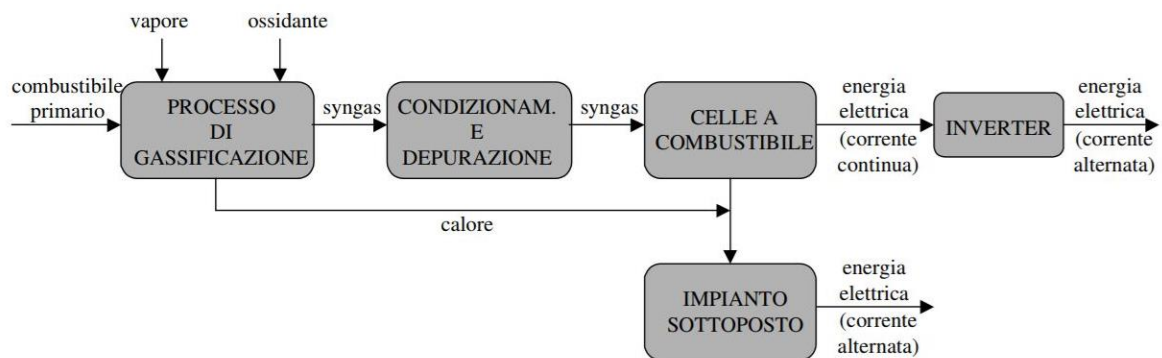 vapore
ossidante
combustibile
primario
PROCESSO
DI
GASSIFICAZIONE
syngas
CONDIZIONAM.
E
DEPURAZIONE
syngas
CELLE A
COMBUSTIBILE
energia
elettrica
(corrente
continua)
INVERTER
energia
elettrica
(corrente
alternata)
calore
IMPIANTO
SOTTOPOSTO
energia
elettrica
(corrente
alternata)